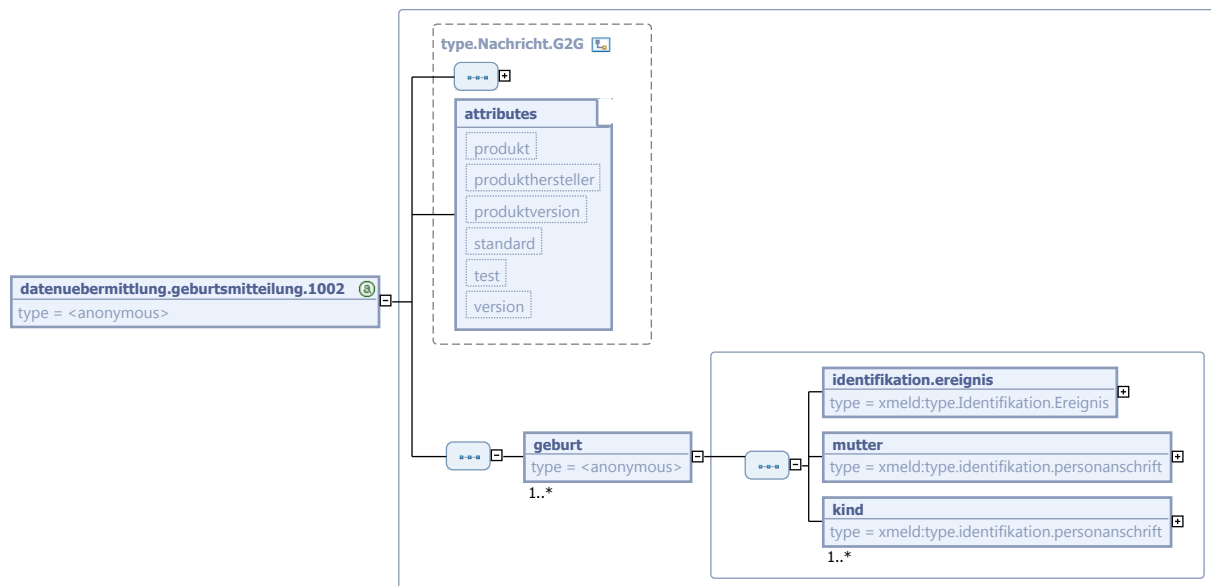 type.Nachricht.G2G
attributes
produkt
produkthersteller
produktversion
standard
test
version
datenuebermittlung.geburtsmitteilung.1002 a
type = <anonymous>
identifikation.ereignis
type = xmeld:type.Identifikation.Ereignis
geburt
type = <anonymous>
1..*
mutter
type = xmeld:type.identifikation.personanschrift
kind
type = xmeld:type.identifikation.personanschrift
1..*